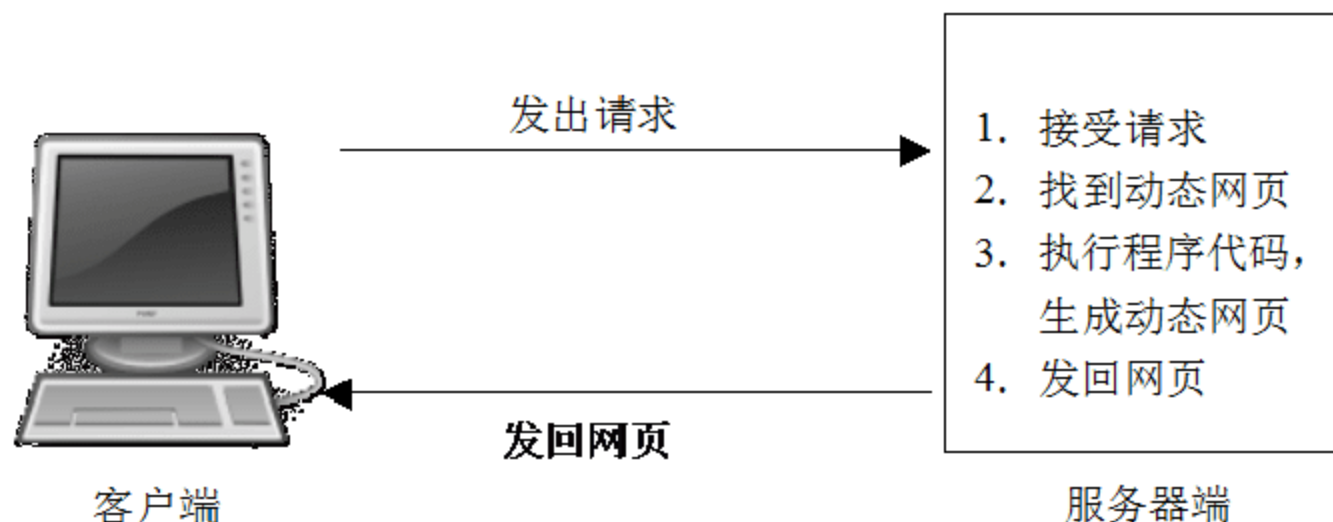 发出请求
1. 接受请求
2. 找到动态网页
3. 执行程序代码，
生成动态网页
4. 发回网页
发回网页
客户端
服务器端